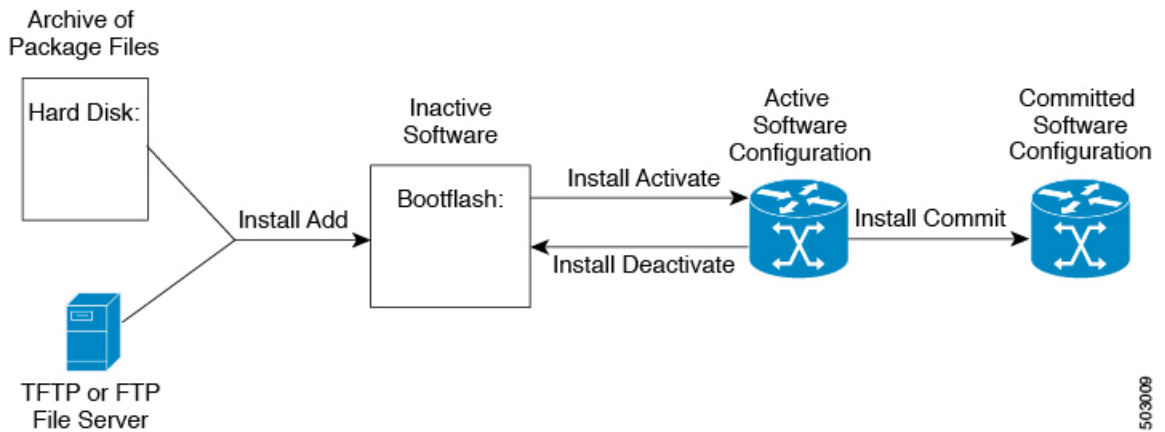 Archive of
Package Files
Hard Disk:
TFTP or FTP
File Server
Install Add
Inactive
Software
Bootflash:
Install Activate
Install Deactivate
Active
Software
Configuration
Install Commit
Committed
Software
Configuration
503009